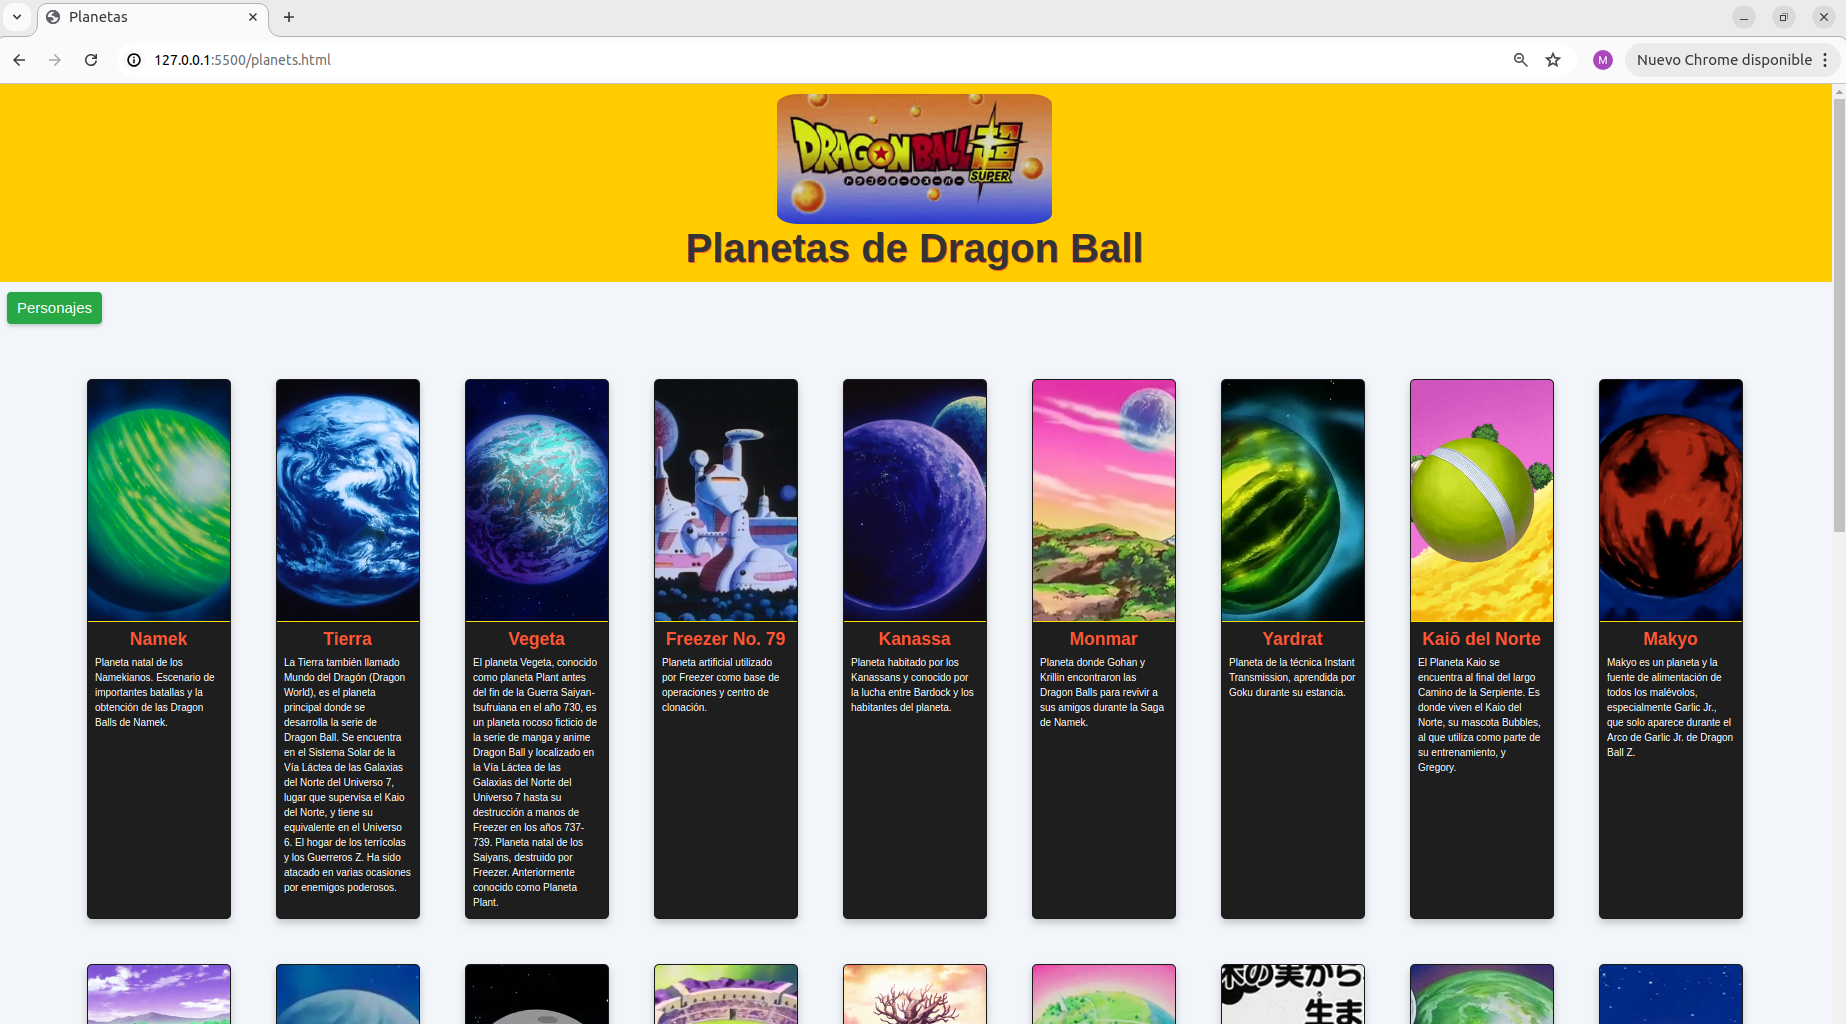 Planetas
127.0.0.1:5500/planets.html
M
Nuevo Chrome disponible
DRAGON BALL 超
ドラゴンボールスーパー
SUPER
Planetas de Dragon Ball
Personajes
Namek
Planeta natal de los
Namekianos. Escenario de
importantes batallas y la
obtención de las Dragon
Balls de Namek.
Tierra
La Tierra también llamado
Mundo del Dragón (Dragon
World), es el planeta
principal donde se
desarrolla la serie de
Dragon Ball. Se encuentra
en el Sistema Solar de la
Vía Láctea de las Galaxias
del Norte del Universo 7,
lugar que supervisa el Kaio
del Norte, y tiene su
equivalente en el Universo
6. El hogar de los terrícolas
y los Guerreros Z. Ha sido
atacado en varias ocasiones
por enemigos poderosos.
Vegeta
El planeta Vegeta, conocido
como planeta Plant antes
del fin de la Guerra Saiyan-
tsufruiana en el año 730, es
un planeta rocoso ficticio de
la serie de manga y anime
Dragon Ball y localizado en
la Vía Láctea de las
Galaxias del Norte del
Universo 7 hasta su
destrucción a manos de
Freezer en los años 737-
739. Planeta natal de los
Saiyans, destruido por
Freezer. Anteriormente
conocido como Planeta
Plant.
Freezer No. 79
Planeta artificial utilizado
por Freezer como base de
operaciones y centro de
clonación.
Kanassa
Planeta habitado por los
Kanassans y conocido por
la lucha entre Bardock y los
habitantes del planeta.
Monmar
Planeta donde Gohan y
Krillin encontraron las
Dragon Balls para revivir a
sus amigos durante la Saga
de Namek.
Yardrat
Planeta de la técnica Instant
Transmission, aprendida por
Goku durante su estancia.
Kaiō del Norte
El Planeta Kaio se
encuentra al final del largo
Camino de la Serpiente. Es
donde viven el Kaio del
Norte, su mascota Bubbles,
al que utiliza como parte de
su entrenamiento, y
Gregory.
Makyo
Makyo es un planeta y la
fuente de alimentación de
todos los malévolos,
especialmente Garlic Jr.,
que solo aparece durante el
Arco de Garlic Jr. de Dragon
Ball Z.
木の実から
生ま